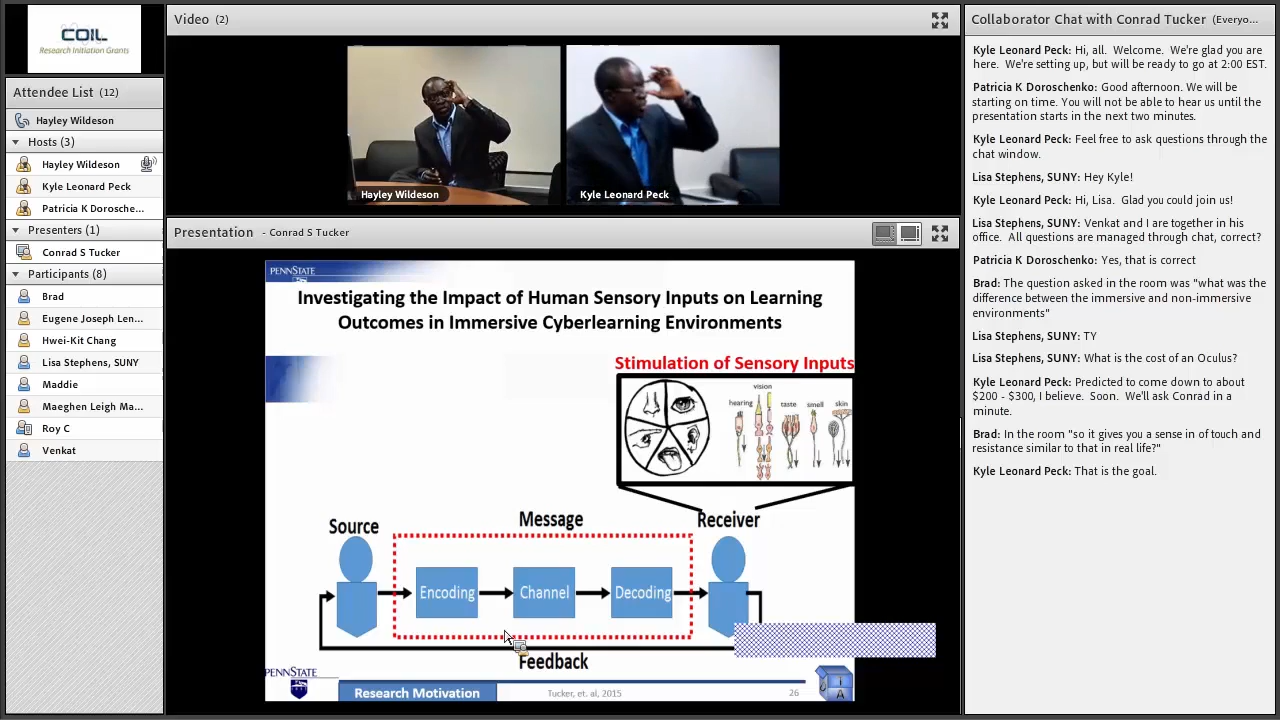 COIL
Research Initiation Grants
Attendee List (12)
Hayley Wildeson
Hosts (3)
Hayley Wildeson
Kyle Leonard Peck
Patricia K Dorosche...
Presenters (1)
Conrad S Tucker
Participants (8)
Brad
Eugene Joseph Len...
Hwei-Kit Chang
Lisa Stephens, SUNY
Maddie
Maeghen Leigh Ma...
Roy C
Venkat
Video (2)
Hayley Wildeson
Kyle Leonard Peck
Presentation - Conrad S Tucker
PENNSTATE
Investigating the Impact of Human Sensory Inputs on Learning
Outcomes in Immersive Cyberlearning Environments
Stimulation of Sensory Inputs
vision
hearing
taste
smell
skin
Message
Source
Receiver
Encoding
Channel
Decoding
Feedback
PENNSTATE
Research Motivation
Tucker, et. al, 2015
26
I
A
Collaborator Chat with Conrad Tucker (Everyo...
Kyle Leonard Peck: Hi, all. Welcome. We're glad you are
here. We're setting up, but will be ready to go at 2:00 EST.
Patricia K Doroschenko: Good afternoon. We will be
starting on time. You will not be able to hear us until the
presentation starts in the next two minutes.
Kyle Leonard Peck: Feel free to ask questions through the
chat window.
Lisa Stephens, SUNY: Hey Kyle!
Kyle Leonard Peck: Hi, Lisa. Glad you could join us!
Lisa Stephens, SUNY: Venkat and I are together in his
office. All questions are managed through chat, correct?
Patricia K Doroschenko: Yes, that is correct
Brad: The question asked in the room was "what was the
difference between the immersive and non-immersive
environments"
Lisa Stephens, SUNY: TY
Lisa Stephens, SUNY: What is the cost of an Oculus?
Kyle Leonard Peck: Predicted to come down to about
$200 - $300, I believe. Soon. We'll ask Conrad in a
minute.
Brad: In the room "so it gives you a sense in of touch and
resistance similar to that in real life?"
Kyle Leonard Peck: That is the goal.